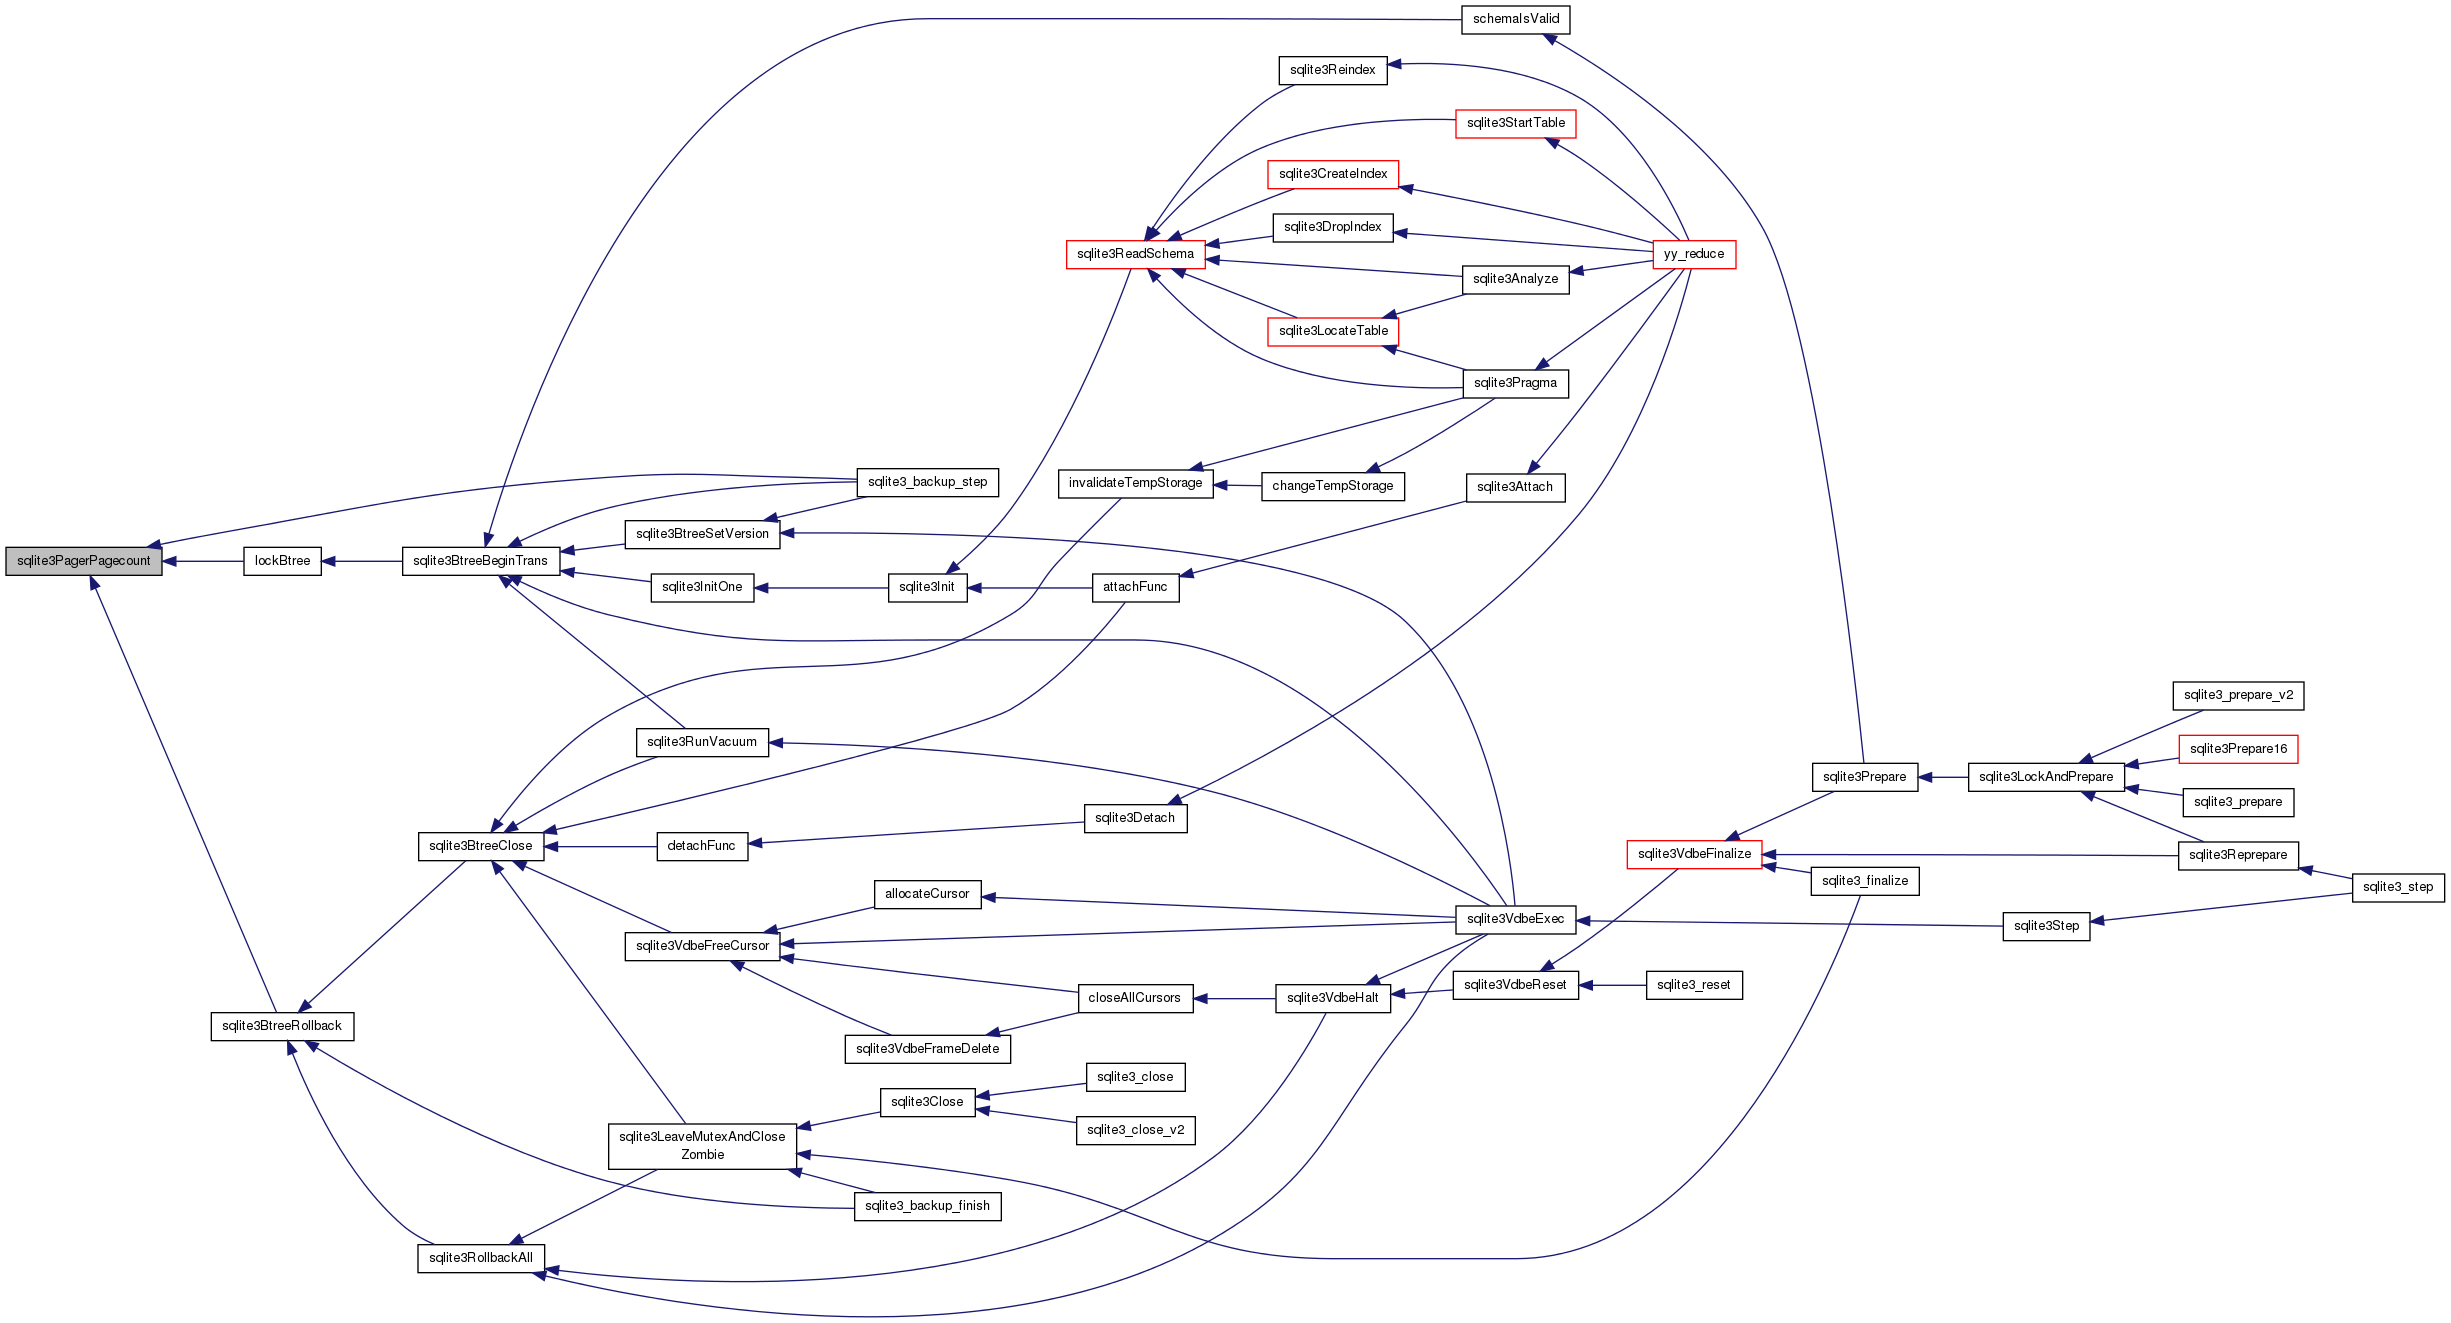 schemaIsValid
sqlite3Reindex
sqlite3StartTable
sqlite3CreateIndex
sqlite3DropIndex
sqlite3ReadSchema
yy_reduce
sqlite3Analyze
sqlite3LocateTable
sqlite3Pragma
sqlite3_backup_step
invalidateTempStorage
changeTempStorage
sqlite3Attach
sqlite3BtreeSetVersion
sqlite3PagerPagecount
lockBtree
sqlite3BtreeBeginTrans
sqlite3InitOne
sqlite3Init
attachFunc
sqlite3_prepare_v2
sqlite3RunVacuum
sqlite3Prepare16
sqlite3Prepare
sqlite3LockAndPrepare
sqlite3_prepare
sqlite3Detach
sqlite3BtreeClose
detachFunc
sqlite3VdbeFinalize
sqlite3Reprepare
sqlite3_finalize
sqlite3_step
allocateCursor
sqlite3VdbeExec
sqlite3Step
sqlite3VdbeFreeCursor
sqlite3VdbeReset
sqlite3_reset
closeAllCursors
sqlite3VdbeHalt
sqlite3BtreeRollback
sqlite3VdbeFrameDelete
sqlite3_close
sqlite3Close
sqlite3_close_v2
sqlite3LeaveMutexAndClose
Zombie
sqlite3_backup_finish
sqlite3RollbackAll